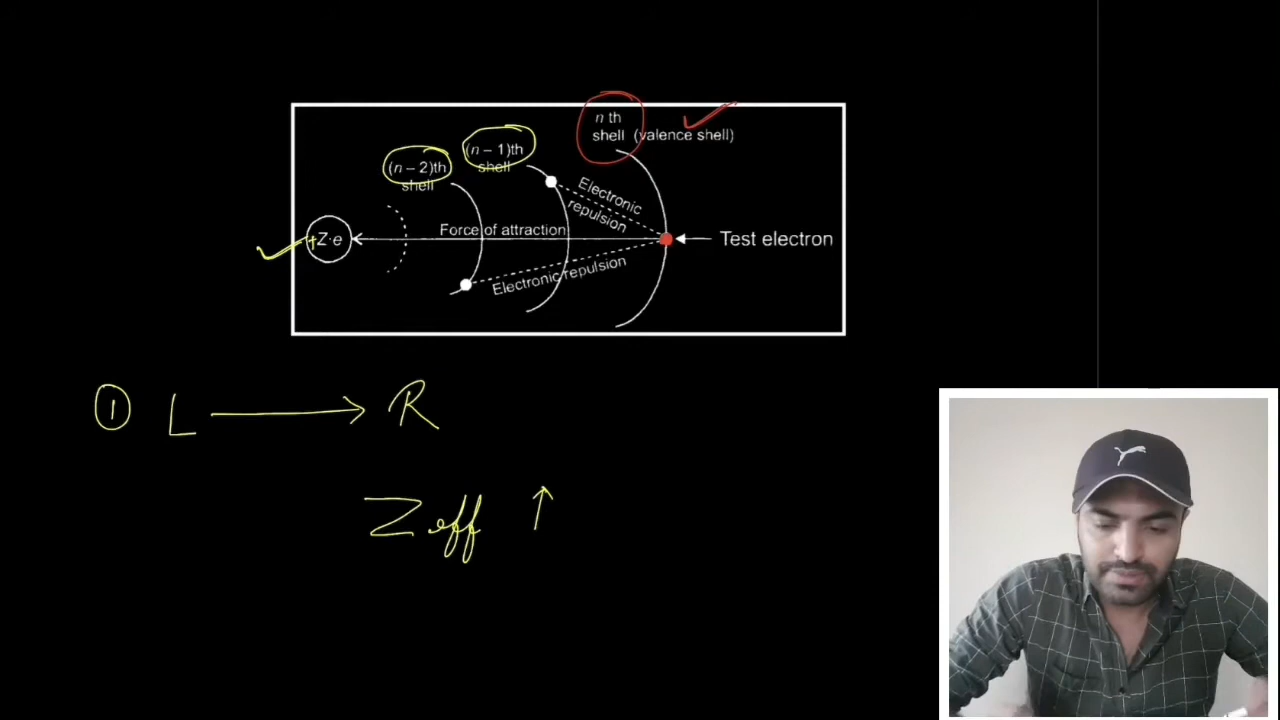 n th
shell (valence shell)
(n – 1)th
shell
(n – 2)th
shell
Electronic
repulsion
+Z·e
Force of attraction
Test electron
Electronic repulsion
① L → R
Zeff ↑